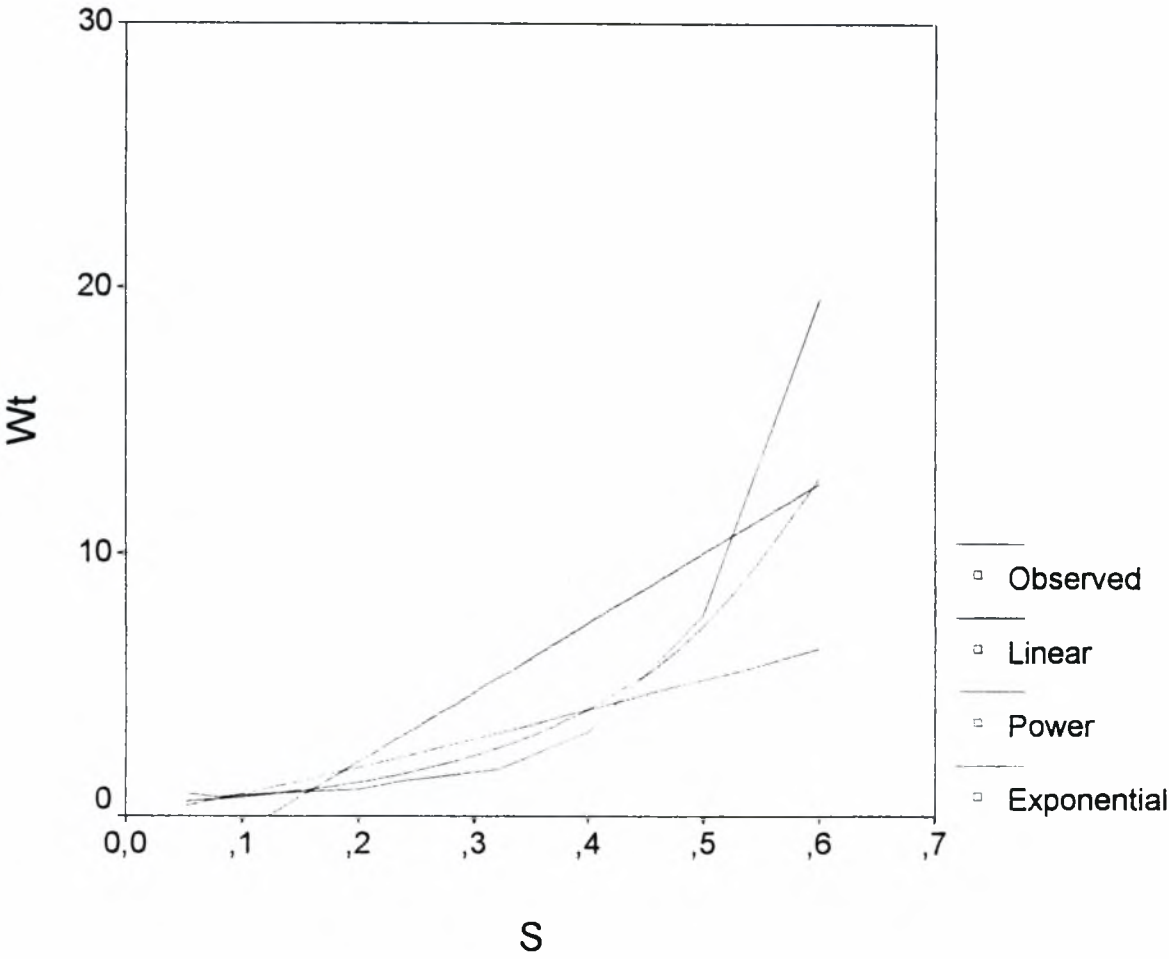 30
20
10
0
Wt
0,0
,1
,2
,3
,4
,5
,6
,7
S
Observed
Linear
Power
Exponential